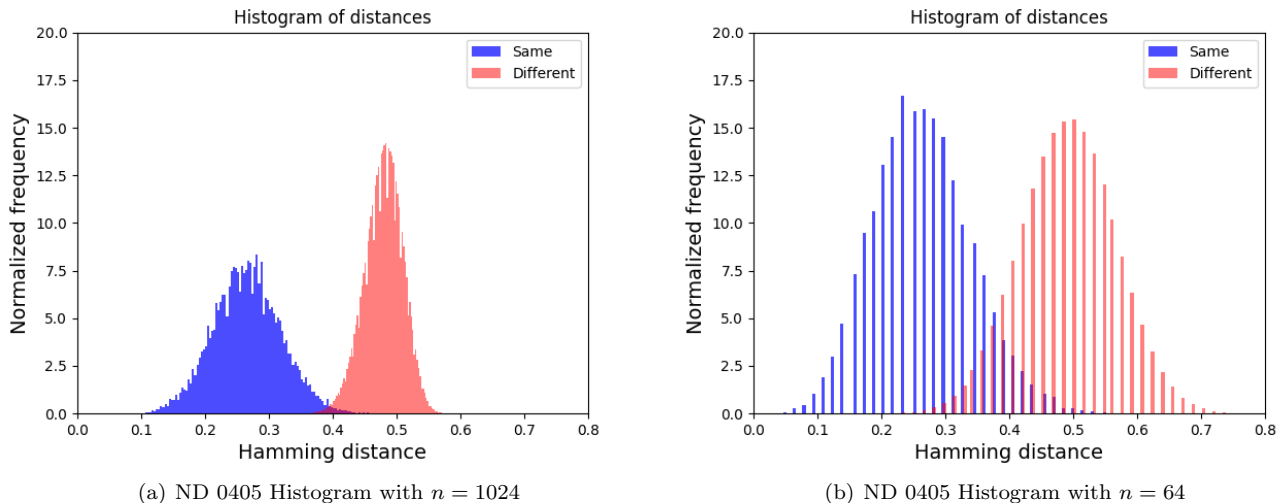 Histogram of distances
20.0
17.5
15.0
12.5
10.0
7.5
5.0
2.5
0.0
Normalized frequency
Same
Different
0.0 0.1 0.2 0.3 0.4 0.5 0.6 0.7 0.8
Hamming distance
(a) ND 0405 Histogram with n = 1024
Histogram of distances
20.0
17.5
15.0
12.5
10.0
7.5
5.0
2.5
0.0
Normalized frequency
Same
Different
0.0 0.1 0.2 0.3 0.4 0.5 0.6 0.7 0.8
Hamming distance
(b) ND 0405 Histogram with n = 64